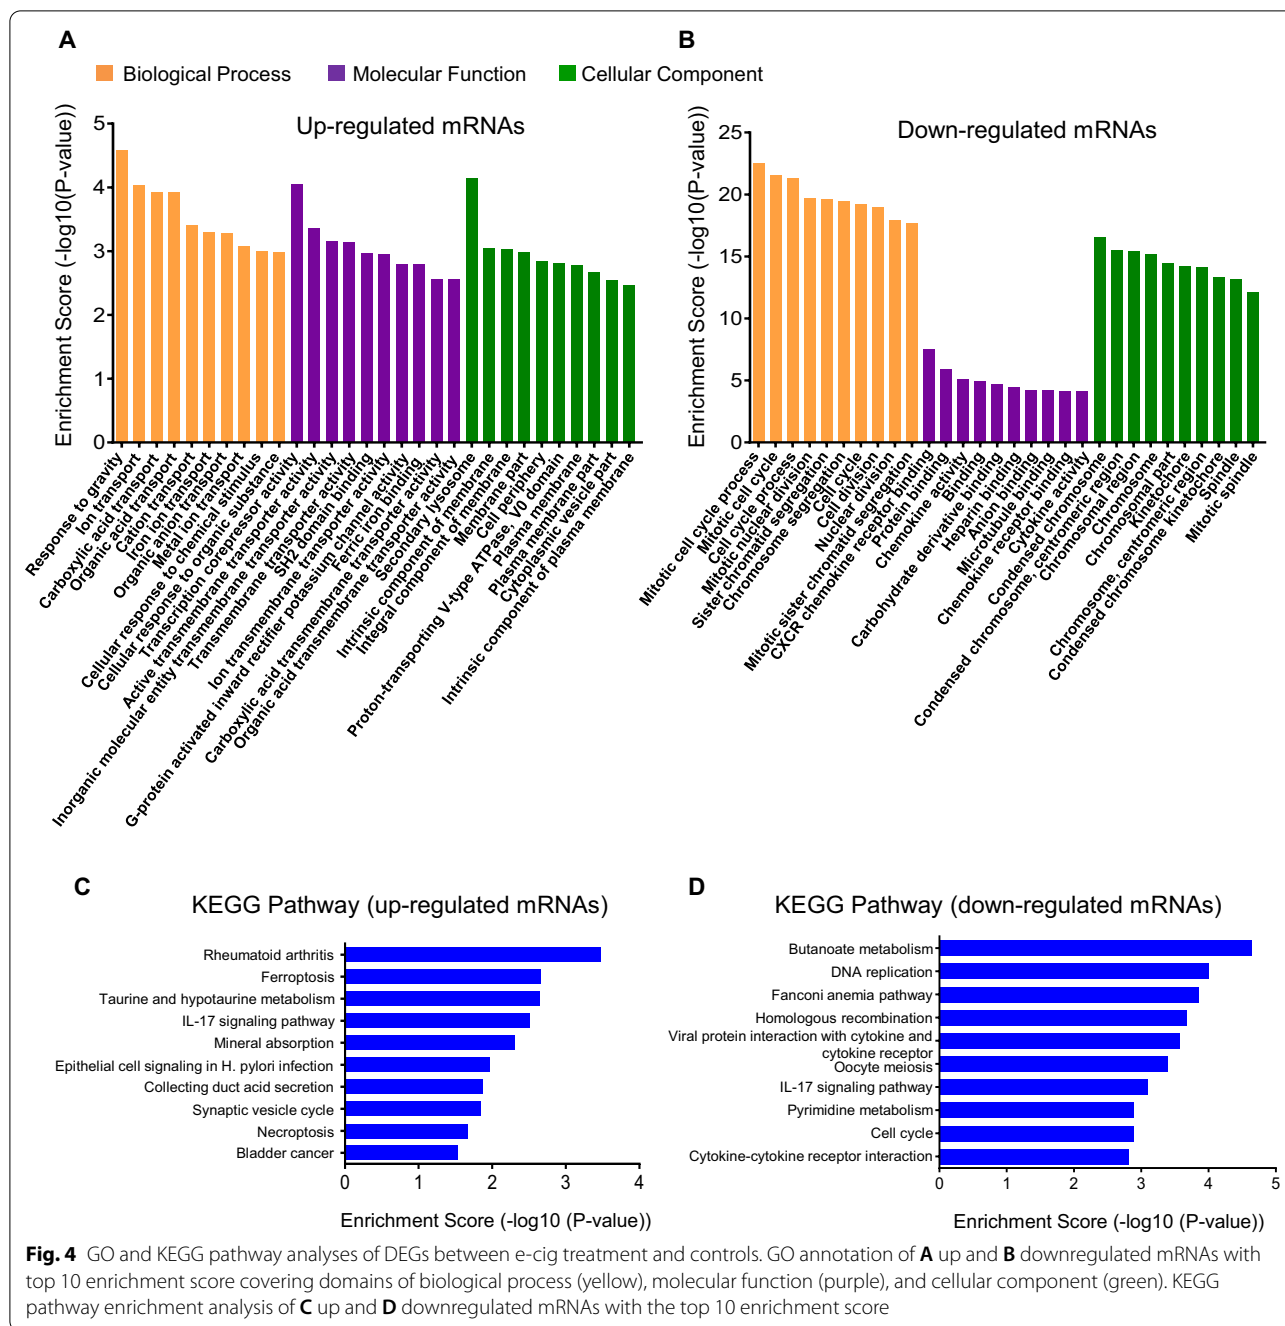 A
B
Biological Process
Molecular Function
Cellular Component
Up-regulated mRNAs
Enrichment Score (-log10(P-value))
5
4
3
2
1
0
Response to gravity
Ion transport
Carboxylic acid transport
Organic acid transport
Cation transport
Iron ion transport
Organic anion transport
Metal ion transport
Cellular response to chemical stimulus
Cellular response to organic substance
Transcription corepressor activity
Active transmembrane transporter activity
Inorganic molecular entity transmembrane transporter activity
Transmembrane transporter activity
SH2 domain binding
Ion transmembrane transporter activity
G-protein activated inward rectifier potassium channel activity
Ferric iron binding
Carboxylic acid transmembrane transporter activity
Organic acid transmembrane transporter activity
Secondary lysosome
Intrinsic component of membrane
Integral component of membrane
Membrane part
Cell periphery
Proton-transporting V-type ATPase, V0 domain
Plasma membrane
Plasma membrane part
Cytoplasmic vesicle part
Intrinsic component of plasma membrane
Down-regulated mRNAs
Enrichment Score (-log10(P-value))
25
20
15
10
5
0
Mitotic cell cycle process
Mitotic cell cycle
Cell cycle process
Mitotic nuclear division
Sister chromatid segregation
Chromosome segregation
Cell cycle
Cell division
Nuclear division
Mitotic sister chromatid segregation
CXCR chemokine receptor binding
Protein binding
Chemokine activity
Binding
Carbohydrate derivative binding
Heparin binding
Anion binding
Microtubule binding
Chemokine receptor binding
Cytokine activity
Condensed chromosome
Condensed chromosome, centromeric region
Chromosomal region
Chromosome
Chromosomal part
Kinetochore
Chromosome, centromeric region
Condensed chromosome kinetochore
Spindle
Mitotic spindle
C
KEGG Pathway (up-regulated mRNAs)
Rheumatoid arthritis
Ferroptosis
Taurine and hypotaurine metabolism
IL-17 signaling pathway
Mineral absorption
Epithelial cell signaling in H. pylori infection
Collecting duct acid secretion
Synaptic vesicle cycle
Necroptosis
Bladder cancer
0 1 2 3 4
Enrichment Score (-log10 (P-value))
D
KEGG Pathway (down-regulated mRNAs)
Butanoate metabolism
DNA replication
Fanconi anemia pathway
Homologous recombination
Viral protein interaction with cytokine and
cytokine receptor
Oocyte meiosis
IL-17 signaling pathway
Pyrimidine metabolism
Cell cycle
Cytokine-cytokine receptor interaction
0 1 2 3 4 5
Enrichment Score (-log10 (P-value))
Fig. 4 GO and KEGG pathway analyses of DEGs between e-cig treatment and controls. GO annotation of A up and B downregulated mRNAs with
top 10 enrichment score covering domains of biological process (yellow), molecular function (purple), and cellular component (green). KEGG
pathway enrichment analysis of C up and D downregulated mRNAs with the top 10 enrichment score